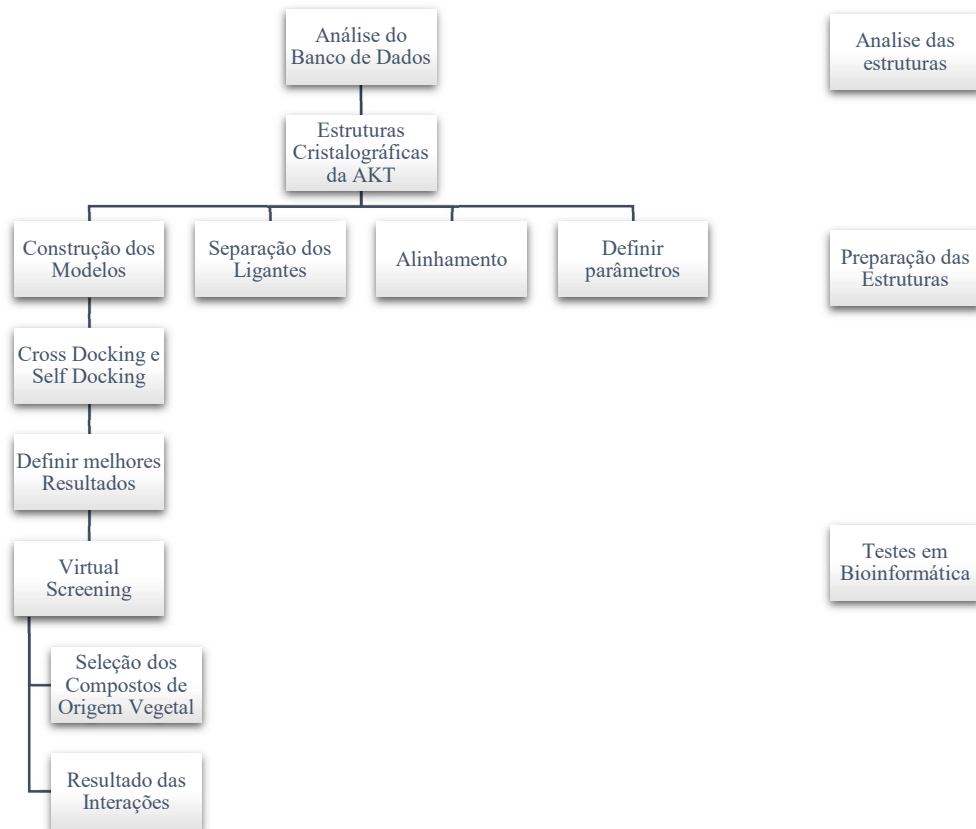 Análise do
Banco de Dados
Analise das
estruturas
Estruturas
Cristalográficas
da AKT
Construção dos
Modelos
Separação dos
Ligantes
Alinhamento
Definir
parâmetros
Preparação das
Estruturas
Cross Docking e
Self Docking
Definir melhores
Resultados
Virtual
Screening
Testes em
Bioinformática
Seleção dos
Compostos de
Origem Vegetal
Resultado das
Interações